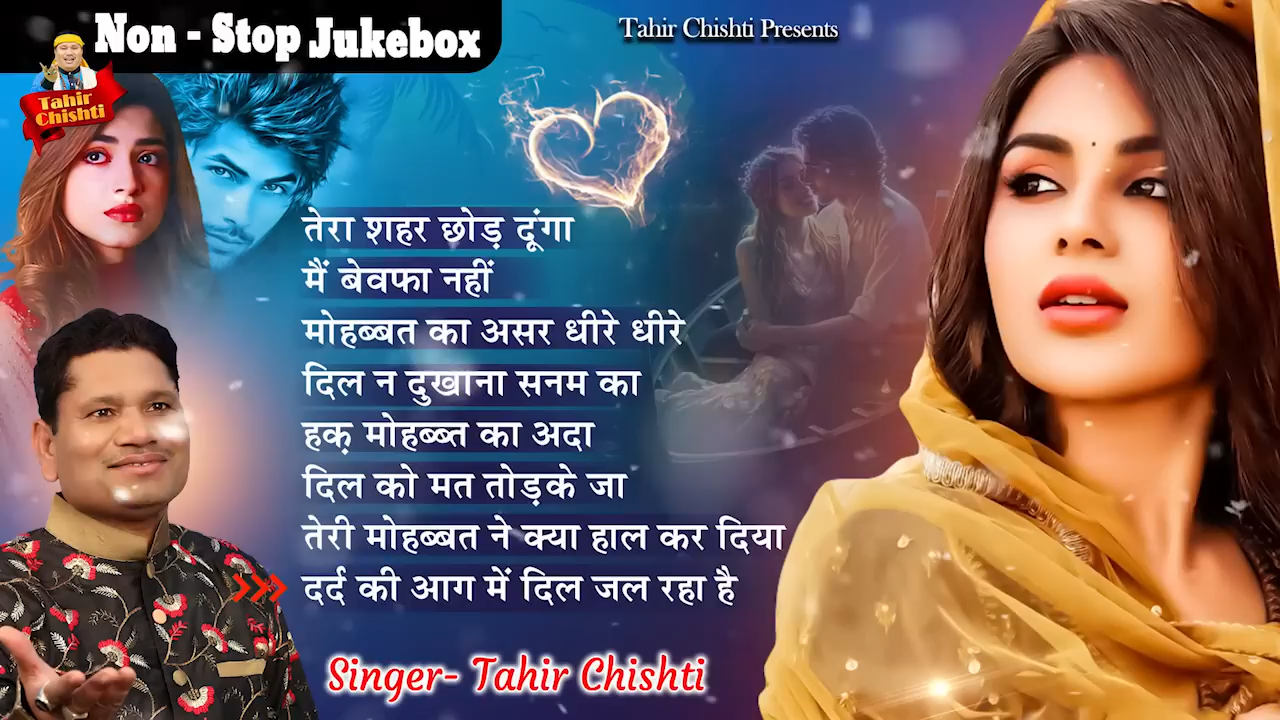 Non - Stop Jukebox
Tahir Chishti Presents
Tahir
Chishti
तेरा शहर छोड़ दूंगा
मैं बेवफा नहीं
मोहब्बत का असर धीरे धीरे
दिल न दुखाना सनम का
हक़ मोहब्ब्त का अदा
दिल को मत तोड़के जा
तेरी मोहब्बत ने क्या हाल कर दिया
>>> दर्द की आग में दिल जल रहा है
Singer- Tahir Chishti